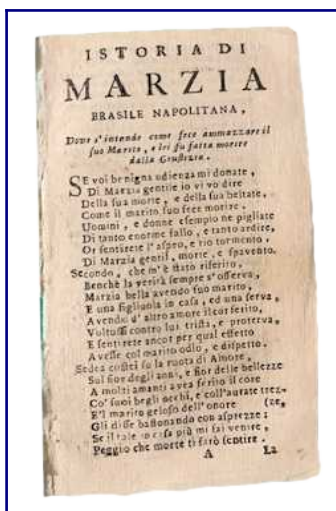 ISTORIA DI
MARZIA
BRASILE NAPOLITANA,
Dove s'intende come fece ammazzare il
suo Marito, e lei fu fatta morire
dalla Giustizia.
SE voi benigna udienza mi donate,
Di Marzia gentile io vi vo dire
Della sua morte, e della sua beltate,
Come il marito suo fece morire:
Uomini, e donne esempio ne pigliate
Di tanto enorme fallo, e tanto ardire,
Or sentirete l'aspro, e rio tormento,
Di Marzia gentil, morte, e spavento.
Secondo, che m'è stato riferito,
Benchè la verità sempre s'osserva,
Marzia bella avendo suo marito,
E una figliuola in casa, ed una serva,
Avendo d'altro amore il cor ferito,
Voltossi contro lui trista, e proterva,
E sentirete ancor per qual effetto
Avesse col marito odio, e dispetto.
Sedea costei su la ruota di Amore,
Sul fior degli anni, e fior delle bellezze
A molti amanti avea ferito il core
Co' suoi begli occhi, e coll'aurate trez-
E'l marito geloso dell'onore (ze,
Gli disse bastonando con asprezze:
Se il tale in casa più mi fai venire,
Peggio che morte ti farò sentire.
A La